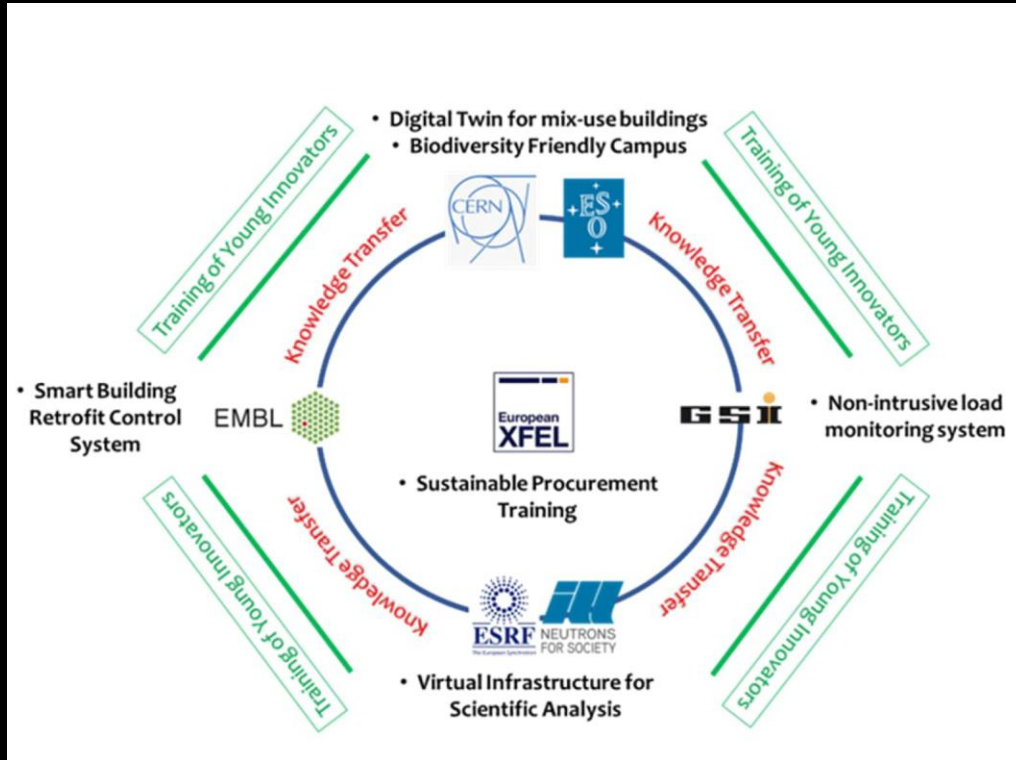 • Digital Twin for mix-use buildings
• Biodiversity Friendly Campus
Training of Young Innovators
Training of Young Innovators
CERN
ES
O
Knowledge Transfer
Knowledge Transfer
• Smart Building
Retrofit Control
System
EMBL
European
XFEL
GSI
• Non-intrusive load
monitoring system
• Sustainable Procurement
Training
Knowledge Transfer
Knowledge Transfer
Training of Young Innovators
Training of Young Innovators
ESRF
The European Synchrotron
NEUTRONS
FOR SOCIETY
• Virtual Infrastructure for
Scientific Analysis